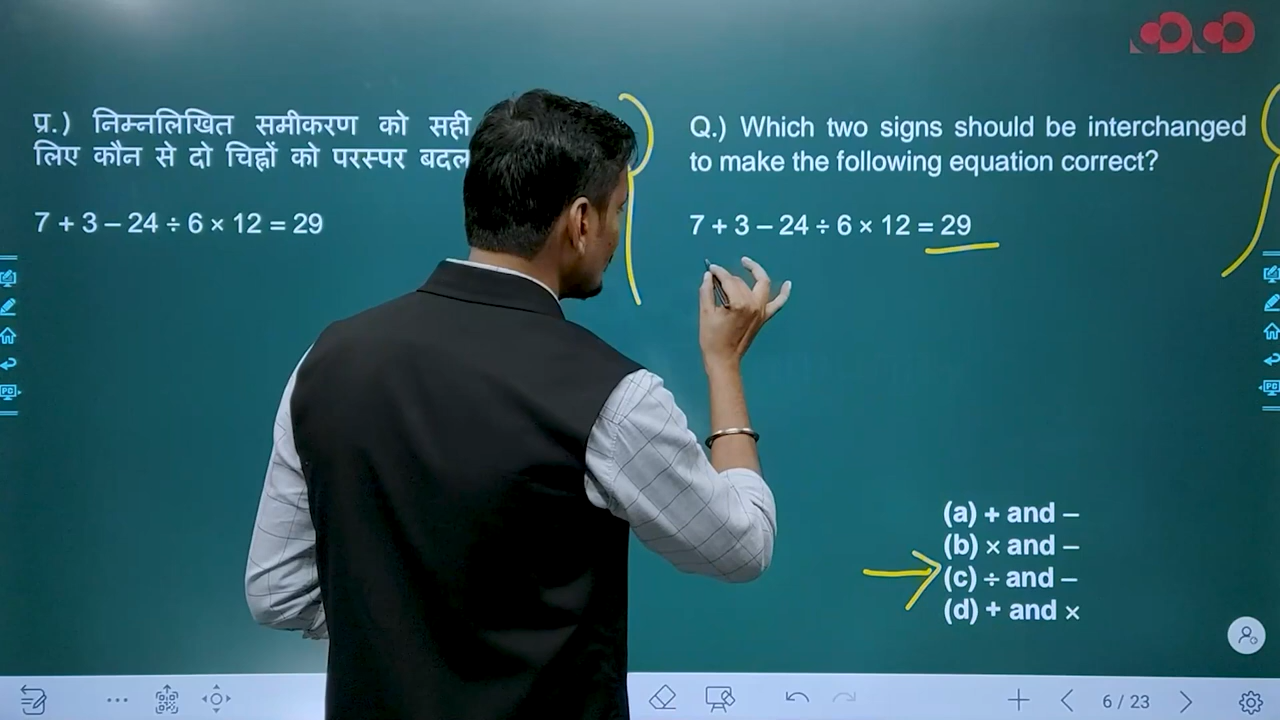 प्र.) निम्नलिखित समीकरण को सही
लिए कौन से दो चिह्नों को परस्पर बदल
7 + 3 – 24 ÷ 6 × 12 = 29
Q.) Which two signs should be interchanged
to make the following equation correct?
7 + 3 – 24 ÷ 6 × 12 = 29
(a) + and –
(b) × and –
(c) ÷ and –
(d) + and ×
6 / 23